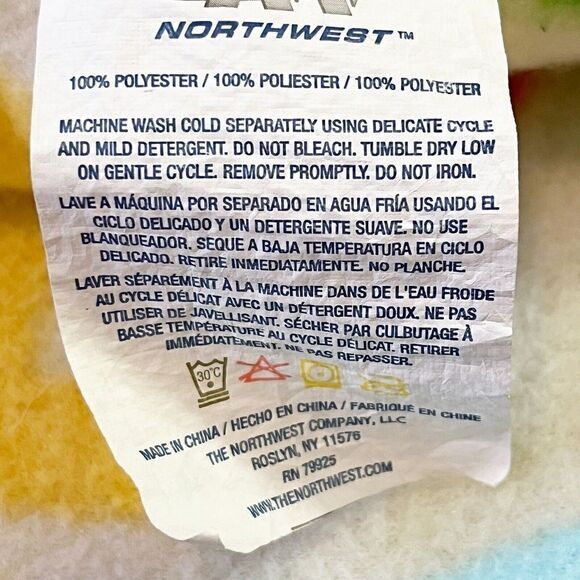 NORTHWEST™
100% POLYESTER / 100% POLIESTER / 100% POLYESTER
MACHINE WASH COLD SEPARATELY USING DELICATE CYCLE
AND MILD DETERGENT. DO NOT BLEACH. TUMBLE DRY LOW
ON GENTLE CYCLE. REMOVE PROMPTLY. DO NOT IRON.
LAVE A MÁQUINA POR SEPARADO EN AGUA FRÍA USANDO EL
CICLO DELICADO Y UN DETERGENTE SUAVE. NO USE
BLANQUEADOR. SEQUE A BAJA TEMPERATURA EN CICLO
DELICADO. RETIRE INMEDIATAMENTE. NO PLANCHE.
LAVER SÉPARÉMENT À LA MACHINE DANS DE L'EAU FROIDE
AU CYCLE DÉLICAT AVEC UN DÉTERGENT DOUX. NE PAS
UTILISER DE JAVELLISANT. SÉCHER PAR CULBUTAGE À
BASSE TEMPÉRATURE AU CYCLE DÉLICAT. RETIRER
IMMÉDIATEMENT. NE PAS REPASSER.
30°C
MADE IN CHINA / HECHO EN CHINA / FABRIQUÉ EN CHINE
THE NORTHWEST COMPANY, LLC
ROSLYN, NY 11576
RN 79925
WWW.THENORTHWEST.COM